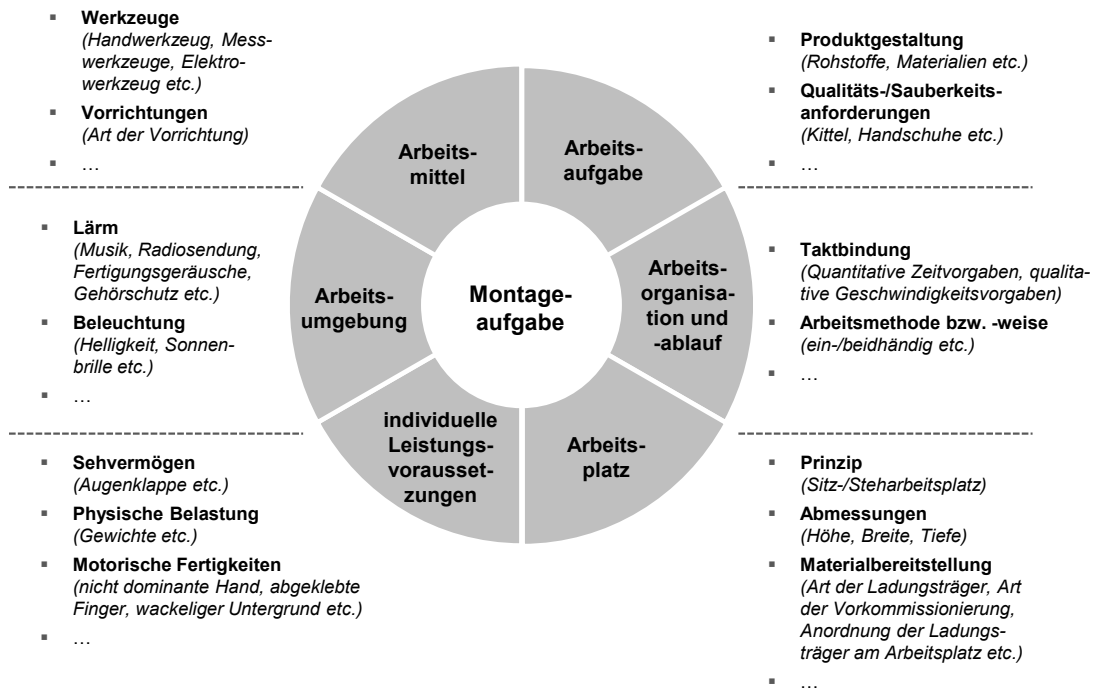 ▪ Werkzeuge
(Handwerkzeug, Mess-
werkzeuge, Elektro-
werkzeug etc.)
▪ Vorrichtungen
(Art der Vorrichtung)
▪ …
▪ Lärm
(Musik, Radiosendung,
Fertigungsgeräusche,
Gehörschutz etc.)
▪ Beleuchtung
(Helligkeit, Sonnen-
brille etc.)
▪ …
▪ Sehvermögen
(Augenklappe etc.)
▪ Physische Belastung
(Gewichte etc.)
▪ Motorische Fertigkeiten
(nicht dominante Hand, abgeklebte
Finger, wackeliger Untergrund etc.)
▪ …
Arbeits-
mittel
Arbeits-
aufgabe
Arbeits-
umgebung
Montage-
aufgabe
Arbeits-
organisa-
tion und
-ablauf
individuelle
Leistungs-
vorausset-
zungen
Arbeits-
platz
▪ Produktgestaltung
(Rohstoffe, Materialien etc.)
▪ Qualitäts-/Sauberkeits-
anforderungen
(Kittel, Handschuhe etc.)
▪ …
▪ Taktbindung
(Quantitative Zeitvorgaben, qualita-
tive Geschwindigkeitsvorgaben)
▪ Arbeitsmethode bzw. -weise
(ein-/beidhändig etc.)
▪ …
▪ Prinzip
(Sitz-/Steharbeitsplatz)
▪ Abmessungen
(Höhe, Breite, Tiefe)
▪ Materialbereitstellung
(Art der Ladungsträger, Art
der Vorkommissionierung,
Anordnung der Ladungs-
träger am Arbeitsplatz etc.)
▪ …